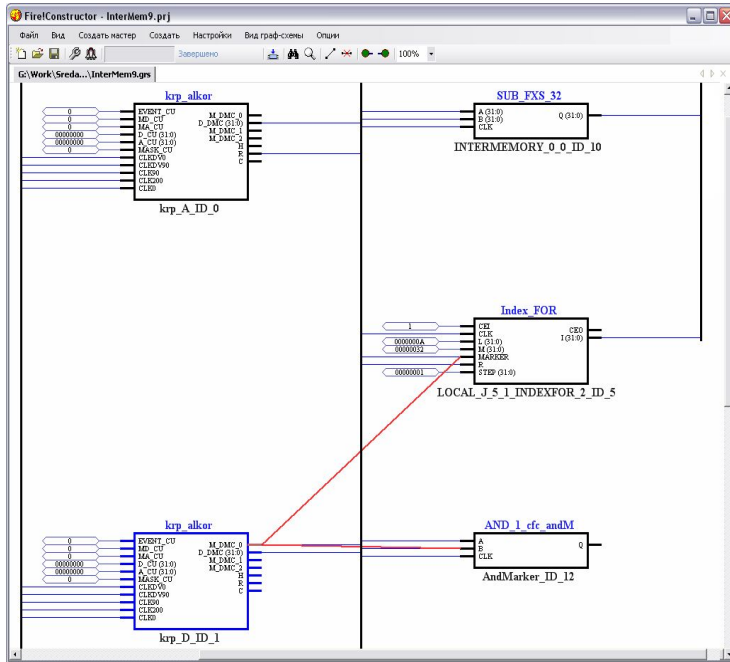 Fire!Constructor - InterMem9.prj
Файл Вид Создать мастер Создать Настройки Вид граф-схемы Опции
Завершено 100%
G:\Work\Sreda...\InterMem9.grs
krp_alkor
0 EVENT_CU M_DMC_0
0 MD_CU D_DMC (31:0)
0 MA_CU M_DMC_1
00000000 D_CU (31:0) M_DMC_2
00000000 A_CU (31:0) H
0 MASK_CU R
CLKDV0 C
CLKDV90
CLK90
CLK200
CLK0
krp_A_ID_0
SUB_FXS_32
A (31:0) Q (31:0)
B (31:0)
CLK
INTERMEMORY_0_0_ID_10
Index_FOR
1 CEI CEO
CLK I (31:0)
0000000A L (31:0)
00000032 M (31:0)
MARKER
R
00000001 STEP (31:0)
LOCAL_J_5_1_INDEXFOR_2_ID_5
krp_alkor
0 EVENT_CU M_DMC_0
0 MD_CU D_DMC (31:0)
0 MA_CU M_DMC_1
00000000 D_CU (31:0) M_DMC_2
00000000 A_CU (31:0) H
0 MASK_CU R
CLKDV0 C
CLKDV90
CLK90
CLK200
CLK0
krp_D_ID_1
AND_1_cfc_andM
A Q
B
CLK
AndMarker_ID_12